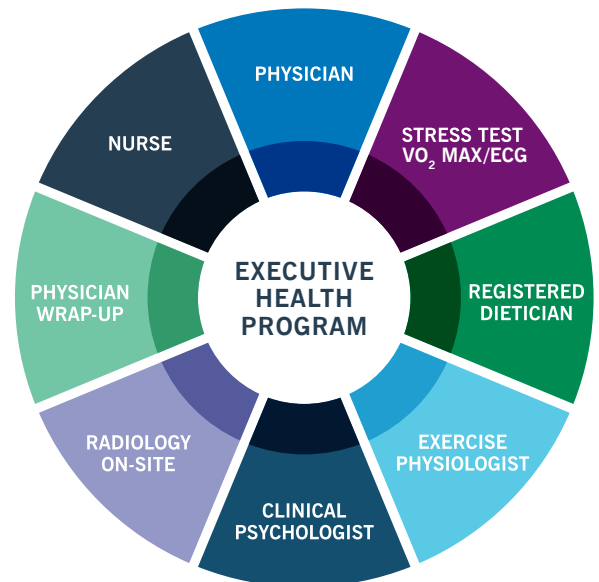 PHYSICIAN
STRESS TEST
VO₂ MAX/ECG
REGISTERED
DIETICIAN
EXERCISE
PHYSIOLOGIST
CLINICAL
PSYCHOLOGIST
RADIOLOGY
ON-SITE
PHYSICIAN
WRAP-UP
NURSE
EXECUTIVE
HEALTH
PROGRAM